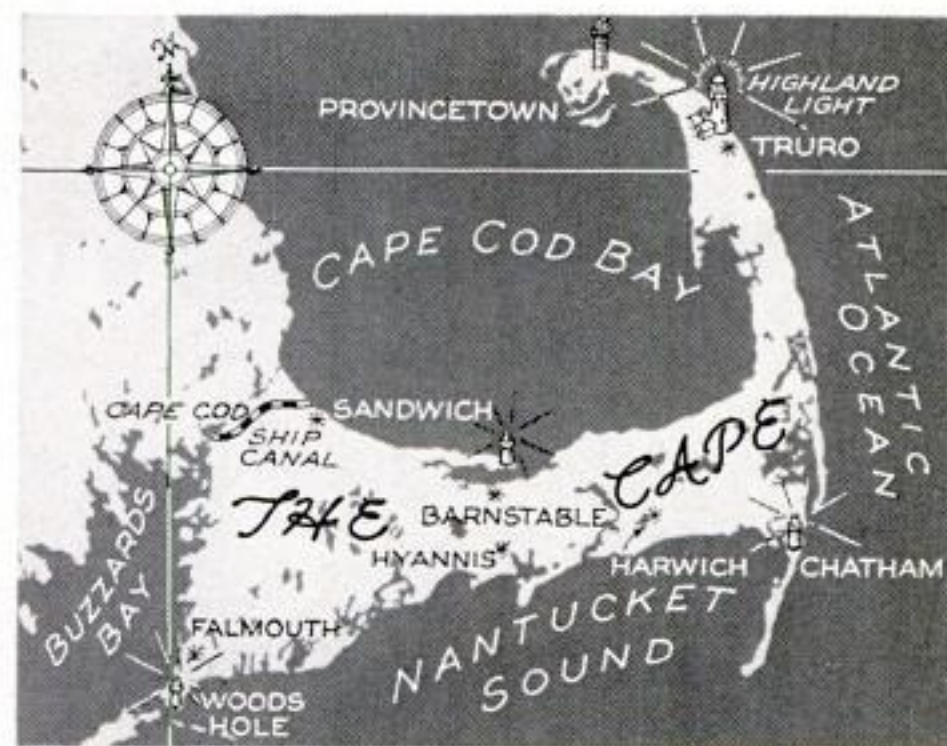 N
PROVINCETOWN
HIGHLAND
LIGHT
TRURO
CAPE COD BAY
ATLANTIC
OCEAN
CAPE COD
SHIP
CANAL
SANDWICH
THE CAPE
BARNSTABLE
HYANNIS
HARWICH
CHATHAM
BUZZARDS
BAY
FALMOUTH
NANTUCKET
SOUND
WOODS
HOLE